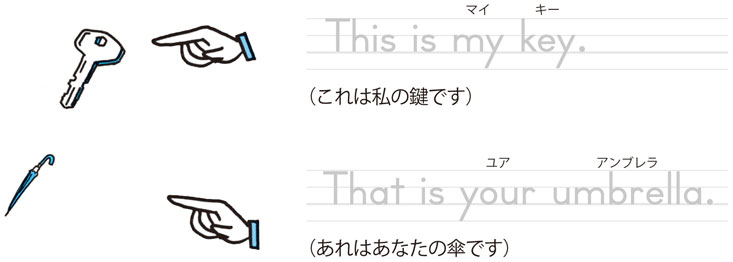 マイ キー
This is my key.
（これは私の鍵です）
ユア アンブレラ
That is your umbrella.
（あれはあなたの傘です）